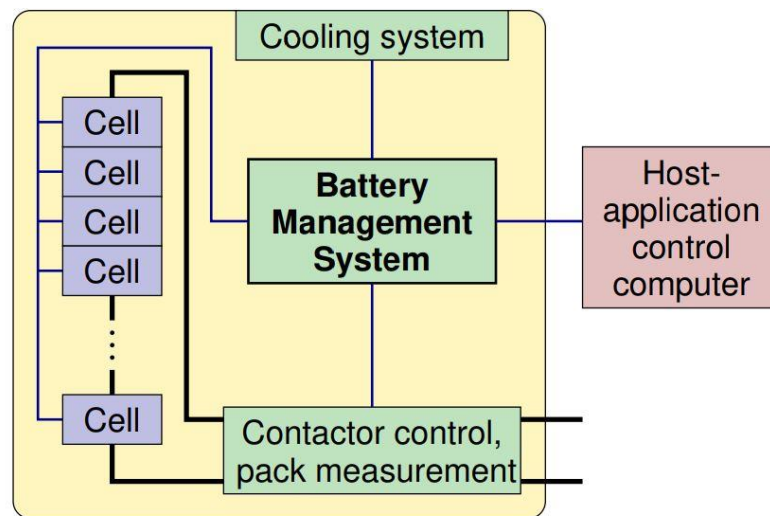 Cooling system
Cell
Cell
Cell
Cell
Cell
Battery
Management
System
Host-
application
control
computer
Contactor control,
pack measurement